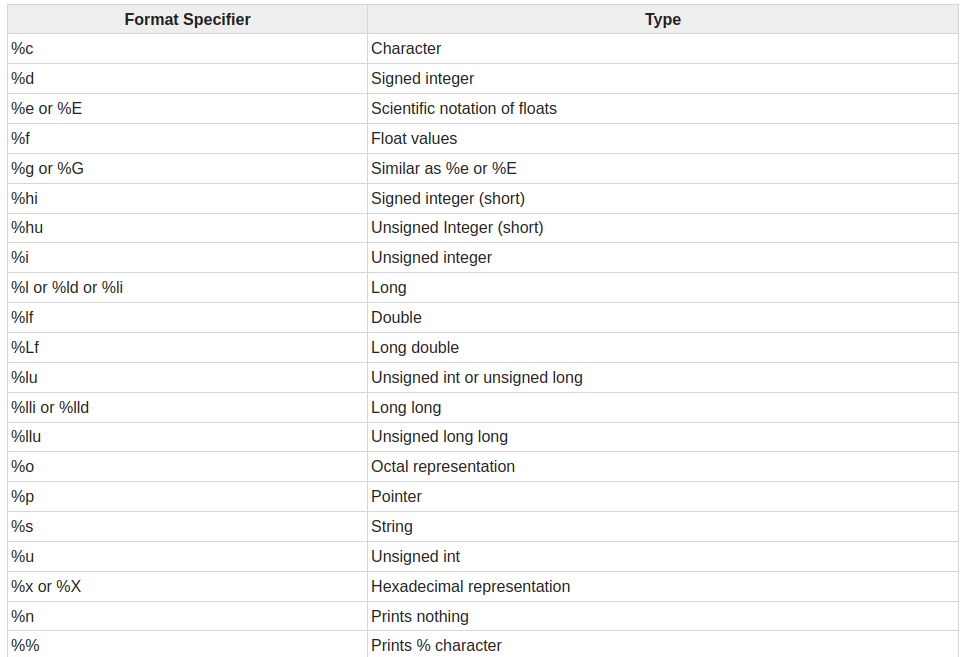 Format Specifier Type
%c Character
%d Signed integer
%e or %E Scientific notation of floats
%f Float values
%g or %G Similar as %e or %E
%hi Signed integer (short)
%hu Unsigned Integer (short)
%i Unsigned integer
%l or %ld or %li Long
%lf Double
%Lf Long double
%lu Unsigned int or unsigned long
%lli or %lld Long long
%llu Unsigned long long
%o Octal representation
%p Pointer
%s String
%u Unsigned int
%x or %X Hexadecimal representation
%n Prints nothing
%% Prints % character